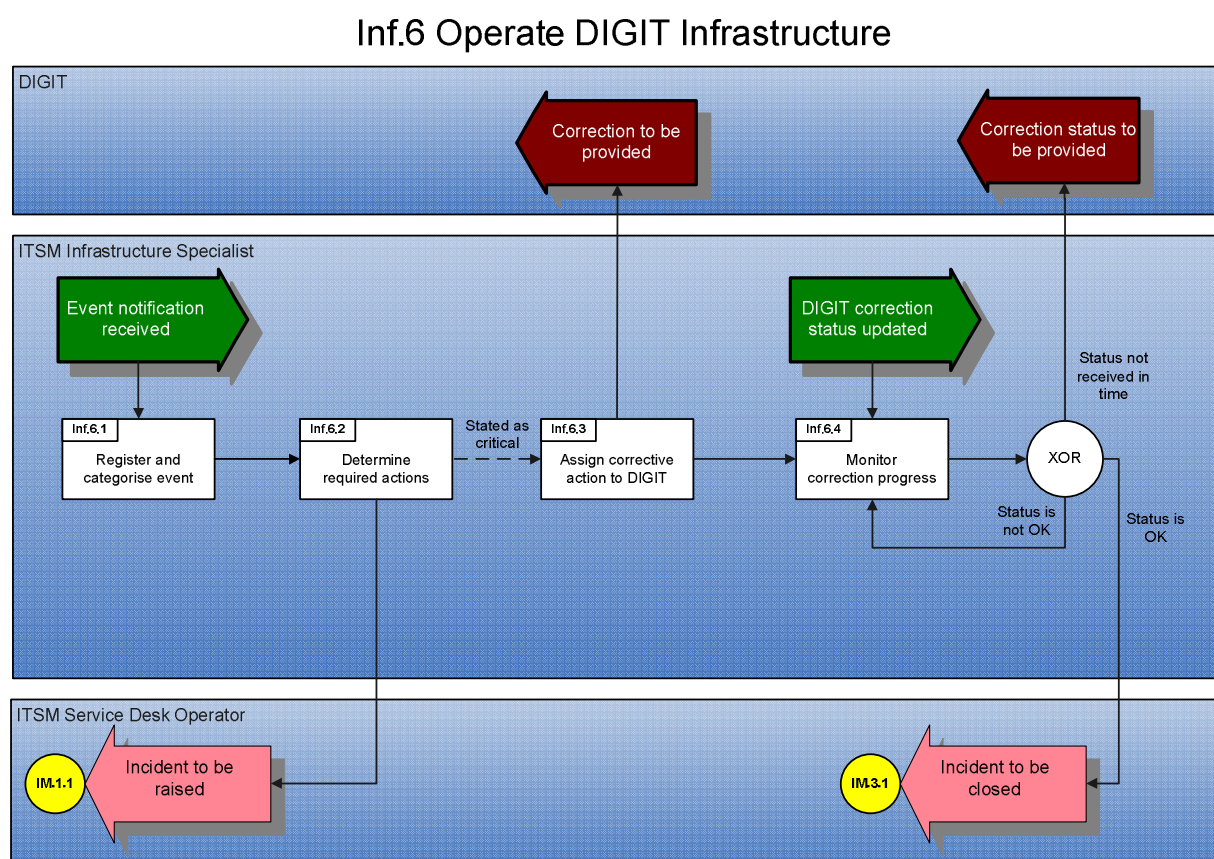 Inf.6 Operate DIGIT Infrastructure
DIGIT
Correction to be
provided
Correction status to
be provided
ITSM Infrastructure Specialist
Event notification
received
DIGIT correction
status updated
Status not
received in
time
Inf.6.1
Register and
categorise event
Inf.6.2
Determine
required actions
Stated as
critical
Inf.6.3
Assign corrective
action to DIGIT
Inf.6.4
Monitor
correction progress
XOR
Status is
not OK
Status is
OK
ITSM Service Desk Operator
IM.1.1
Incident to be
raised
IM.3.1
Incident to be
closed